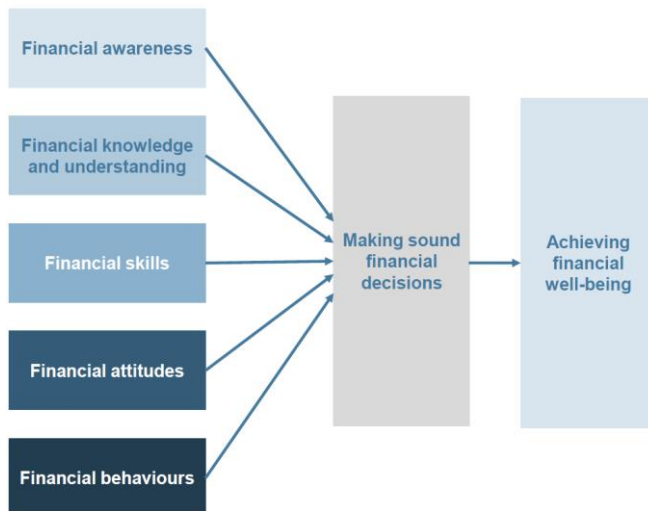 Financial awareness
Financial knowledge
and understanding
Financial skills
Financial attitudes
Financial behaviours
Making sound
financial
decisions
Achieving
financial
well-being